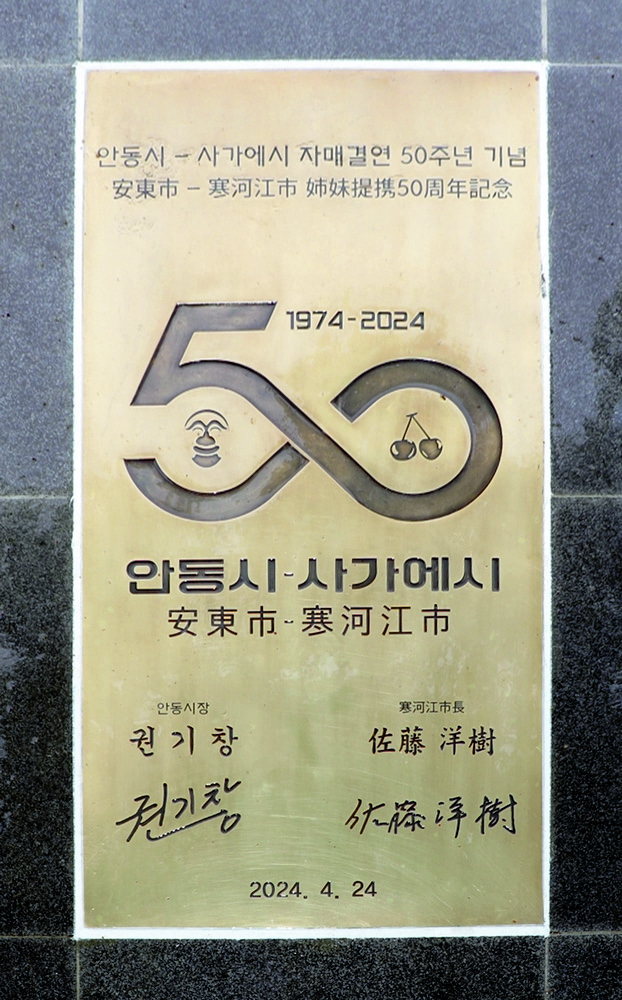 안동시 - 사가에시 자매결연 50주년 기념
安東市 - 寒河江市 姉妹提携50周年記念
50
1974-2024
안동시-사가에시
安東市-寒河江市
안동시장
권기창
권기창
寒河江市長
佐藤 洋樹
佐藤 洋樹
2024. 4. 24